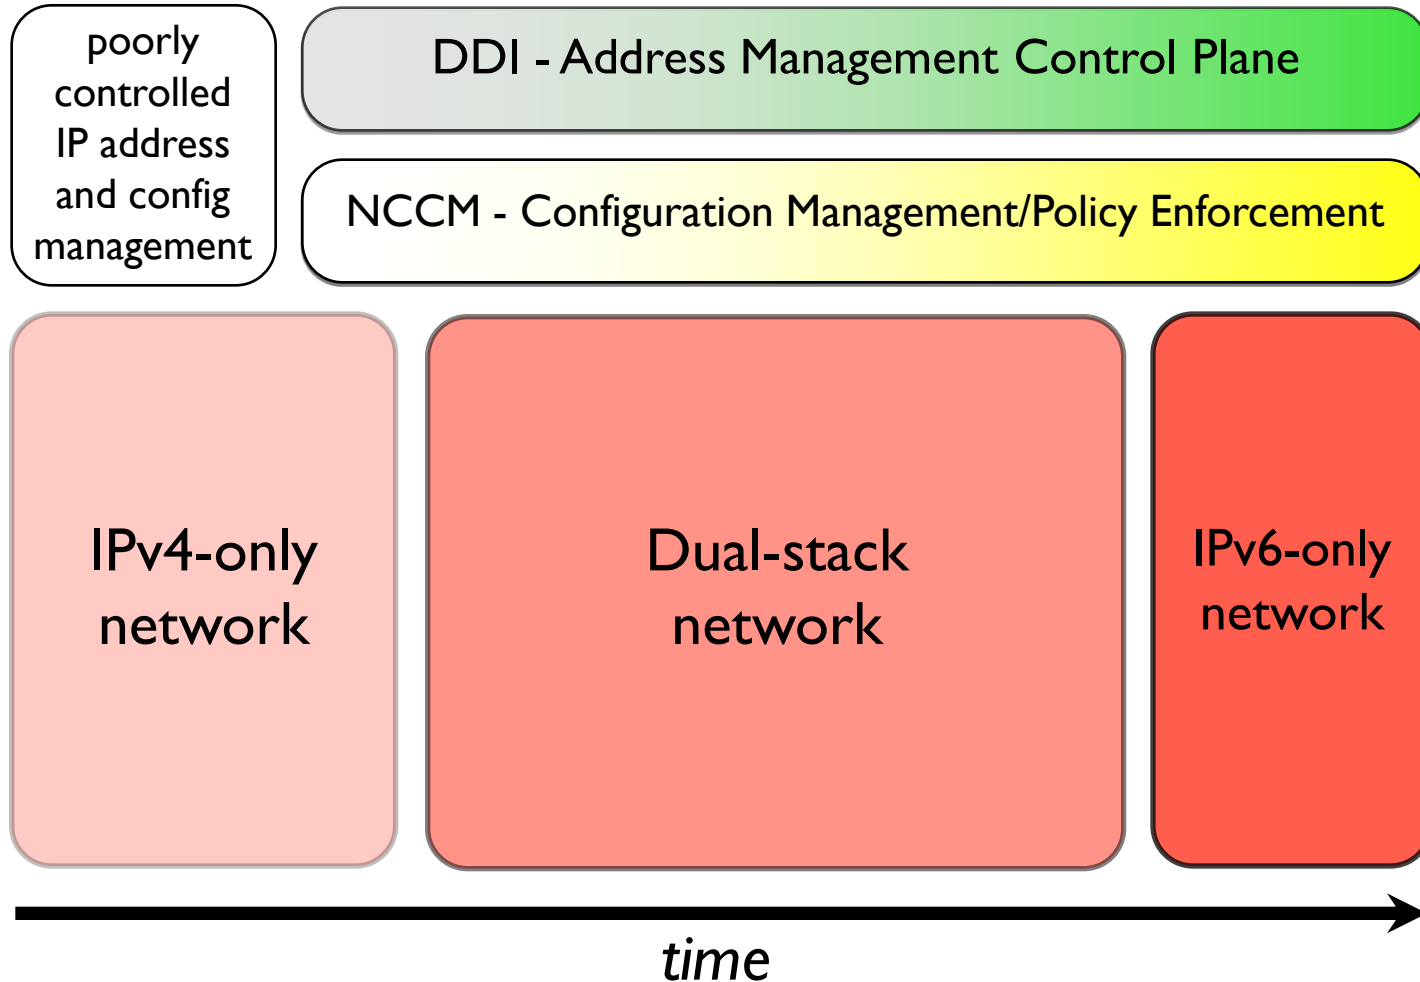 poorly
controlled
IP address
and config
management
DDI - Address Management Control Plane
NCCM - Configuration Management/Policy Enforcement
IPv4-only
network
Dual-stack
network
IPv6-only
network
time